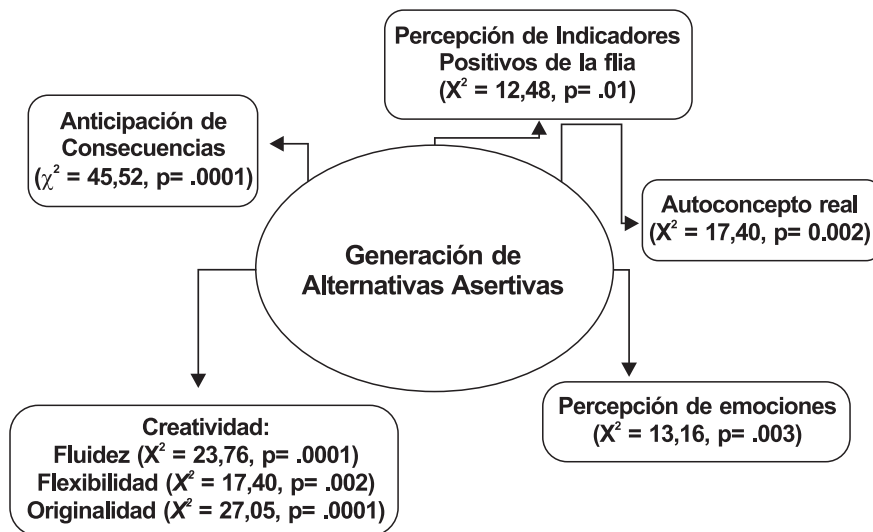 Percepción de Indicadores
Positivos de la flia
(X² = 12,48, p= .01)
Anticipación de
Consecuencias
(χ² = 45,52, p= .0001)
Autoconcepto real
(X² = 17,40, p= 0.002)
Generación de
Alternativas Asertivas
Percepción de emociones
(X² = 13,16, p= .003)
Creatividad:
Fluidez (X² = 23,76, p= .0001)
Flexibilidad (X² = 17,40, p= .002)
Originalidad (X² = 27,05, p= .0001)